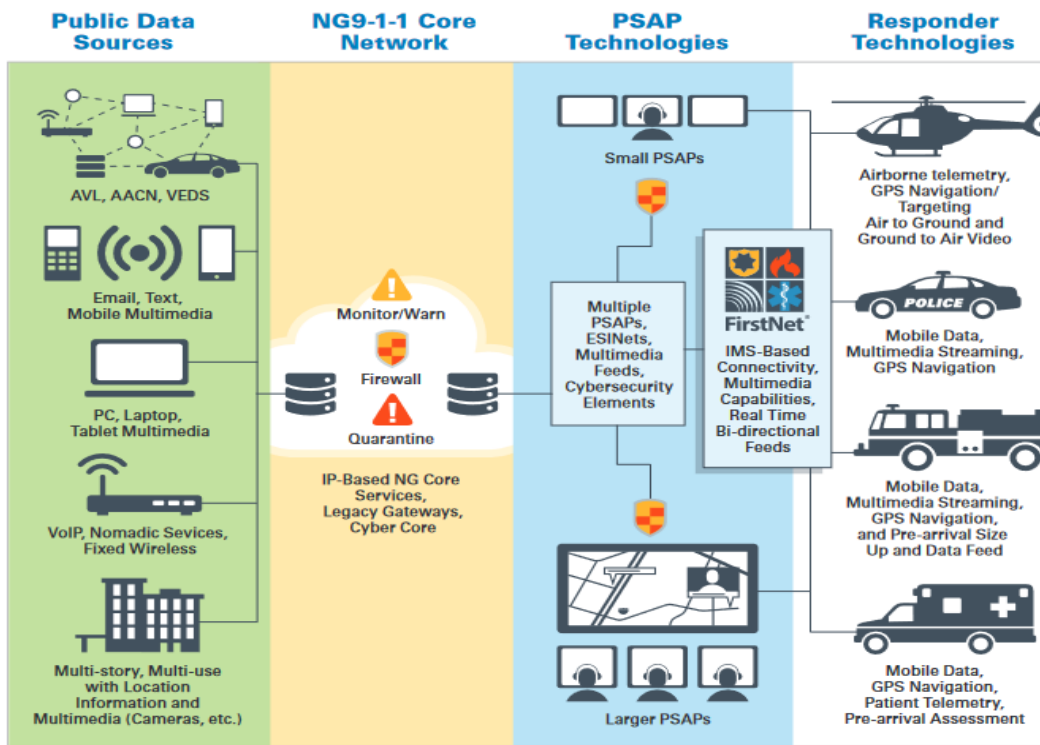 Public Data
Sources
NG9-1-1 Core
Network
PSAP
Technologies
Responder
Technologies
AVL, AACN, VEDS
Email, Text,
Mobile Multimedia
PC, Laptop,
Tablet Multimedia
VoIP, Nomadic Sevices,
Fixed Wireless
Multi-story, Multi-use
with Location
Information and
Multimedia (Cameras, etc.)
Monitor/Warn
Firewall
Quarantine
IP-Based NG Core
Services,
Legacy Gateways,
Cyber Core
Small PSAPs
Multiple
PSAPs,
ESINets,
Multimedia
Feeds,
Cybersecurity
Elements
FirstNet
IMS-Based
Connectivity,
Multimedia
Capabilities,
Real Time
Bi-directional
Feeds
Larger PSAPs
Airborne telemetry,
GPS Navigation/
Targeting
Air to Ground and
Ground to Air Video
POLICE
Mobile Data,
Multimedia Streaming,
GPS Navigation
Mobile Data,
Multimedia Streaming,
GPS Navigation,
and Pre-arrival Size
Up and Data Feed
Mobile Data,
GPS Navigation,
Patient Telemetry,
Pre-arrival Assessment